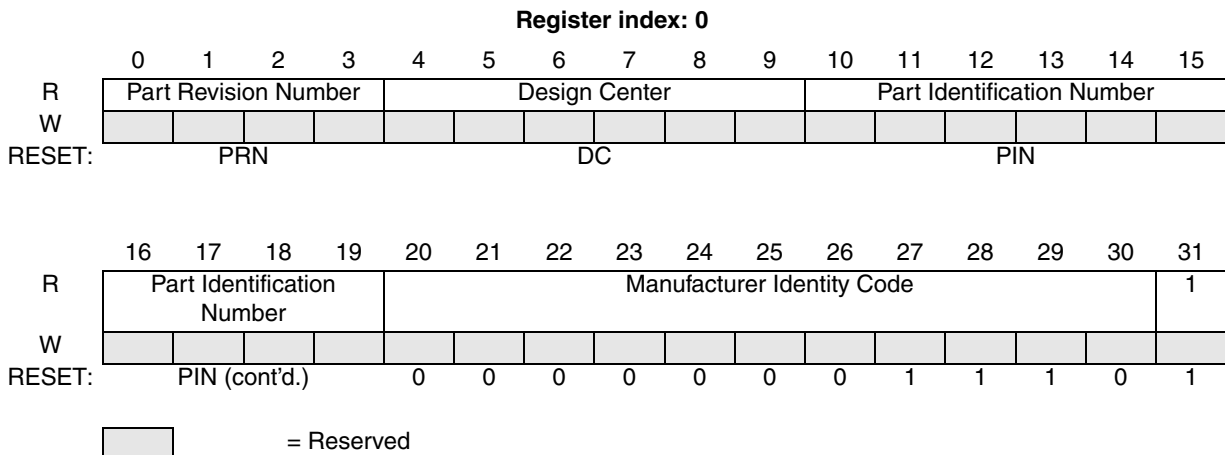 Register index: 0
0 1 2 3 4 5 6 7 8 9 10 11 12 13 14 15
R Part Revision Number Design Center Part Identification Number
W
RESET: PRN DC PIN
16 17 18 19 20 21 22 23 24 25 26 27 28 29 30 31
R Part Identification Manufacturer Identity Code 1
Number
W
RESET: PIN (cont'd.) 0 0 0 0 0 0 0 1 1 1 0 1
= Reserved